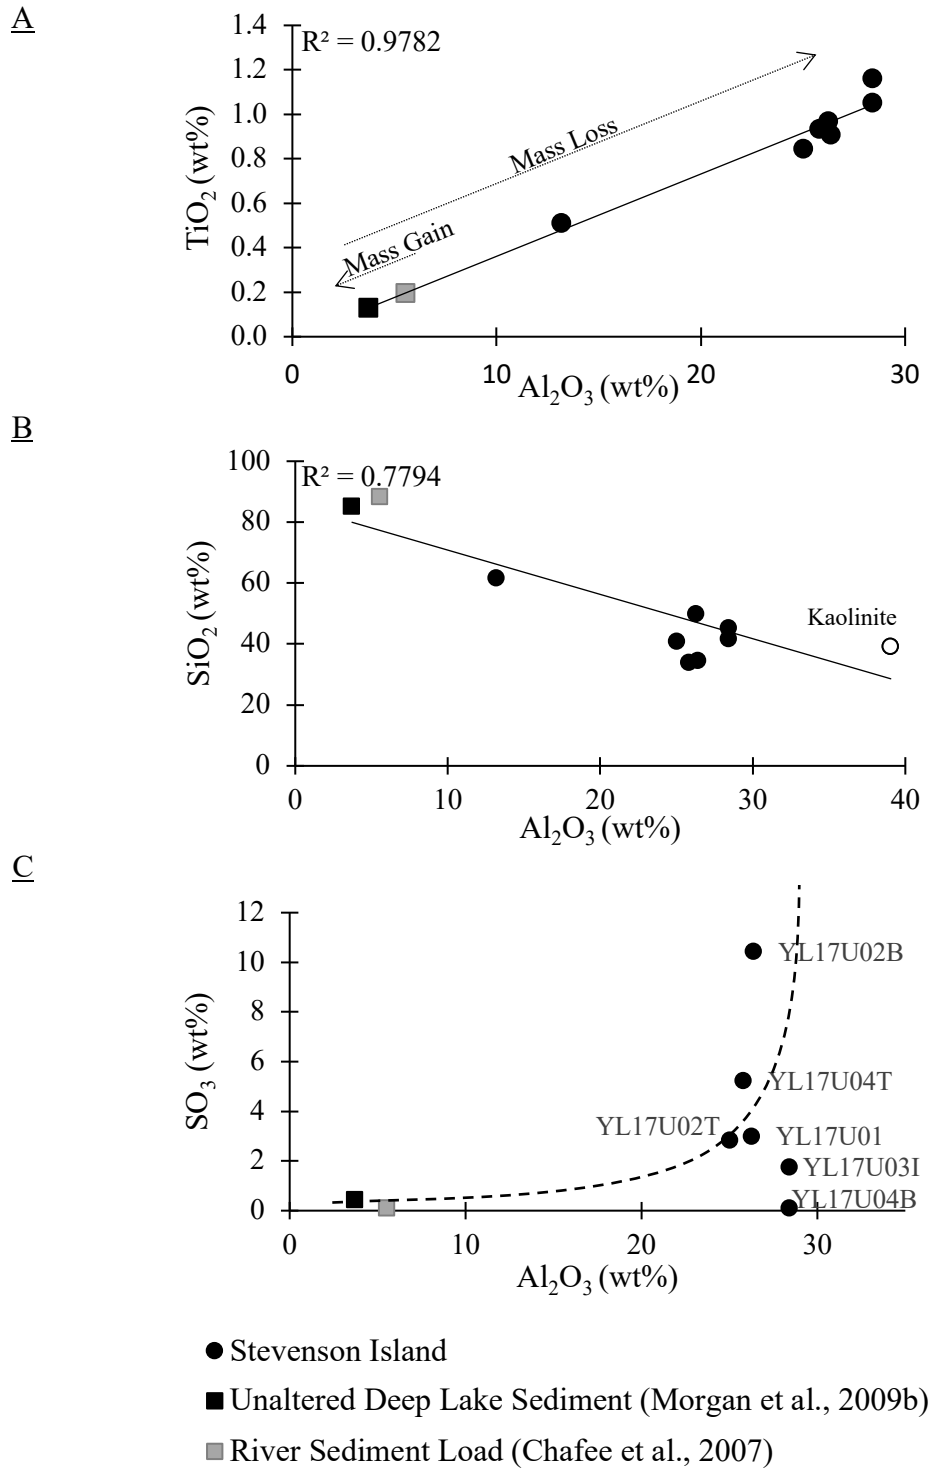 A
1.4
R² = 0.9782
1.2
1.0
0.8
0.6
0.4
0.2
0.0
TiO₂ (wt%)
Mass Loss
Mass Gain
0 10 20 30
Al₂O₃ (wt%)
B
100
R² = 0.7794
80
60
40
20
0
SiO₂ (wt%)
Kaolinite
0 10 20 30 40
Al₂O₃ (wt%)
C
12
10
8
6
4
2
0
SO₃ (wt%)
YL17U02B
YL17U04T
YL17U02T
YL17U01
YL17U03I
YL17U04B
0 10 20 30
Al₂O₃ (wt%)
Stevenson Island
Unaltered Deep Lake Sediment (Morgan et al., 2009b)
River Sediment Load (Chafee et al., 2007)